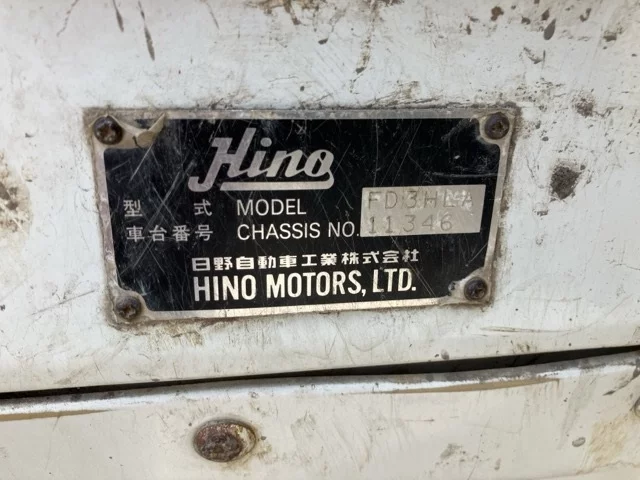 Hino
型式 MODEL FD3HLA
車台番号 CHASSIS NO. 11346
日野自動車工業株式会社
HINO MOTORS, LTD.